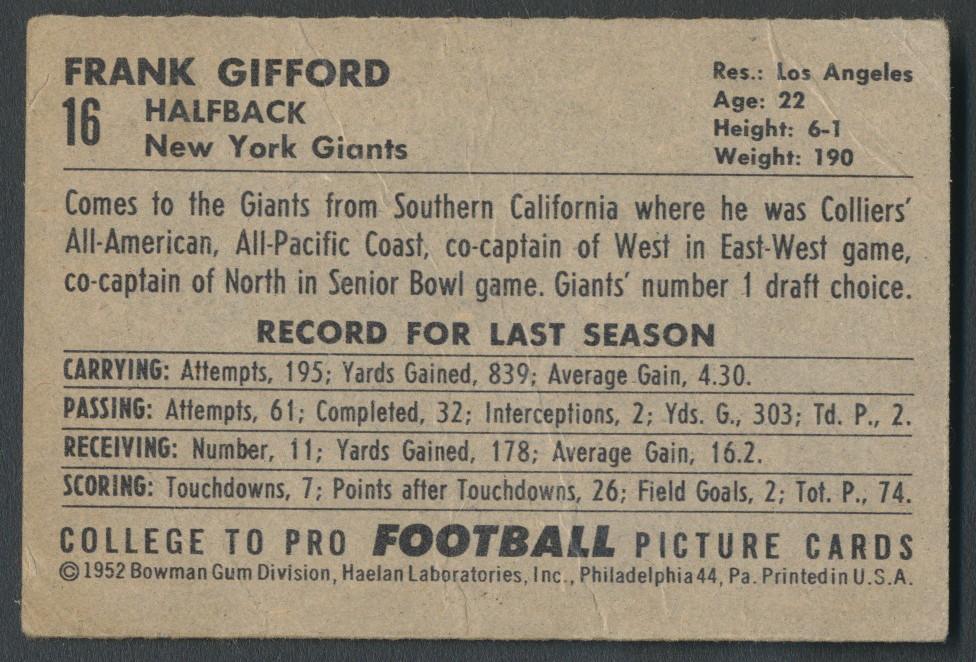 FRANK GIFFORD
Res.: Los Angeles
16
HALFBACK
Age: 22
New York Giants
Height: 6-1
Weight: 190
Comes to the Giants from Southern California where he was Colliers'
All-American, All-Pacific Coast, co-captain of West in East-West game,
co-captain of North in Senior Bowl game. Giants' number 1 draft choice.
RECORD FOR LAST SEASON
CARRYING: Attempts, 195; Yards Gained, 839; Average Gain, 4.30.
PASSING: Attempts, 61; Completed, 32; Interceptions, 2; Yds. G., 303; Td. P., 2.
RECEIVING: Number, 11; Yards Gained, 178; Average Gain, 16.2.
SCORING: Touchdowns, 7; Points after Touchdowns, 26; Field Goals, 2; Tot. P., 74.
COLLEGE TO PRO FOOTBALL PICTURE CARDS
© 1952 Bowman Gum Division, Haelan Laboratories, Inc., Philadelphia 44, Pa. Printed in U.S.A.